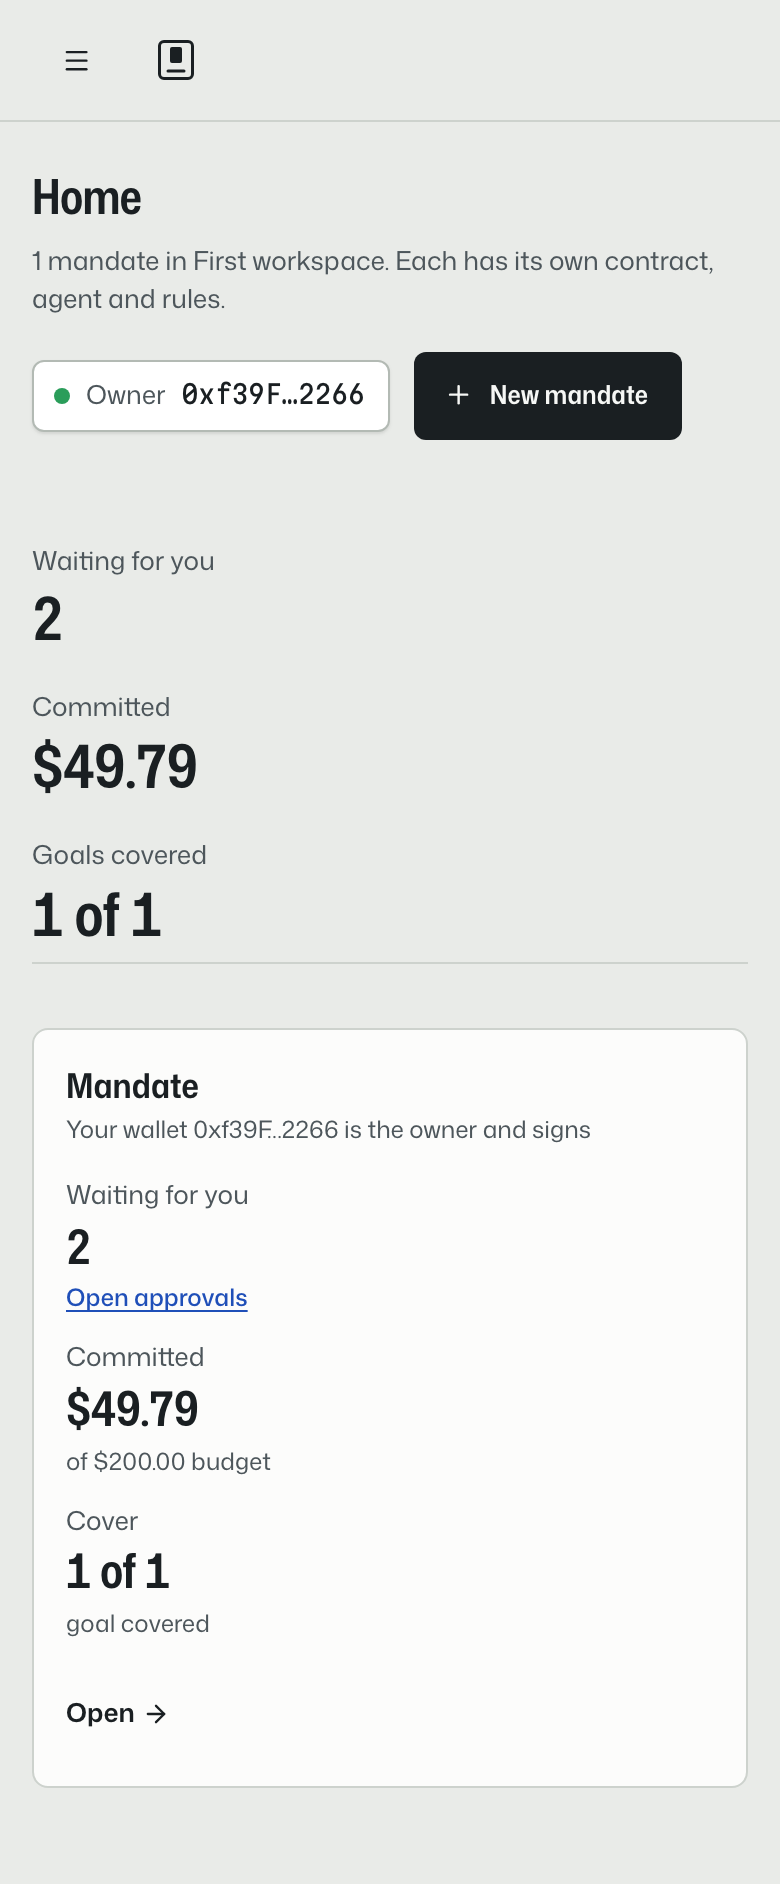 Home
1 mandate in First workspace. Each has its own contract,
agent and rules.
Owner 0xf39F…2266
+ New mandate
Waiting for you
2
Committed
$49.79
Goals covered
1 of 1
Mandate
Your wallet 0xf39F…2266 is the owner and signs
Waiting for you
2
Open approvals
Committed
$49.79
of $200.00 budget
Cover
1 of 1
goal covered
Open →